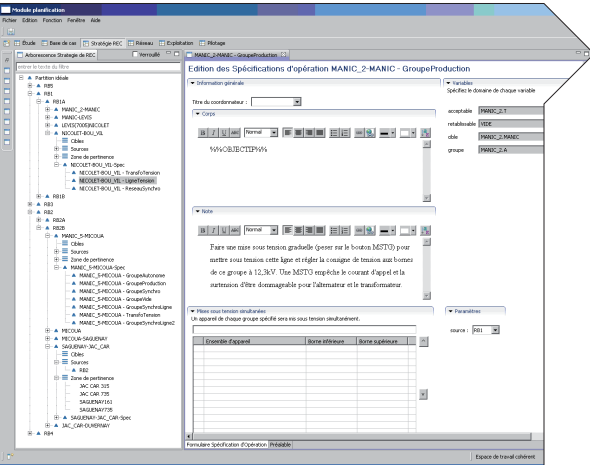 Module planification
Fichier Edition Fonction Fenêtre Aide
Étude Base de cas Stratégie REC Réseau Exploitation Pilotage
Arborescence Strategie de REC Verrouillé
entrer le texte du filtre
Partition idéale
RB5
RB1
RB1A
MANIC_2-MANIC
MANIC-LEVIS
LEVIS(7005)NICOLET
NICOLET-BOU_VIL
Cibles
Sources
Zone de pertinence
NICOLET-BOU_VIL-Spec
NICOLET-BOU_VIL - TransfoTension
NICOLET-BOU_VIL - LigneTension
NICOLET-BOU_VIL - ReseauSynchro
RB1B
RB3
RB2
RB2A
RB2B
MANIC_5-MICOUA
Cibles
Sources
Zone de pertinence
MANIC_5-MICOUA-Spec
MANIC_5-MICOUA - GroupeAutonome
MANIC_5-MICOUA - GroupeProduction
MANIC_5-MICOUA - GroupeSynchro
MANIC_5-MICOUA - GroupeVide
MANIC_5-MICOUA - GroupeSynchroLigne
MANIC_5-MICOUA - TransfoTension
MANIC_5-MICOUA - GroupeSynchroLigne2
MICOUA
MICOUA-SAGUENAY
SAGUENAY-JAC_CAR
Cibles
Sources
RB2
Zone de pertinence
JAC CAR 315
JAC CAR 735
SAGUENAY161
SAGUENAY735
SAGUENAY-JAC_CAR-Spec
JAC_CAR-DUVERNAY
RB4
MANIC_2-MANIC - GroupeProduction
Edition des Spécifications d'opération MANIC_2-MANIC - GroupeProduction
Information générale
Titre du coordonnateur :
Corps
B I U ABC Normal
%%OBJECTIF%%
Note
B I U ABC Normal
Faire une mise sous tension graduelle (peser sur le bouton MSTG) pour
mettre sous tension cette ligne et régler la consigne de tension aux bornes
de ce groupe à 12,3kV. Une MSTG empêche le courant d'appel et la
surtension d'être dommageable pour l'alternateur et le transformateur.
Mises sous tension simultanées
Un appareil de chaque groupe spécifié sera mis sous tension simultanément.
Ensemble d'appareil Borne inférieure Borne supérieure
Formulaire Spécification d'Opération Préalable
Variables
Spécifiez le domaine de chaque variable
acceptable MANIC_2.T
retablissable VIDE
cible MANIC_2.MANIC
groupe MANIC_2.A
Paramètres
source : RB1
Espace de travail cohérent